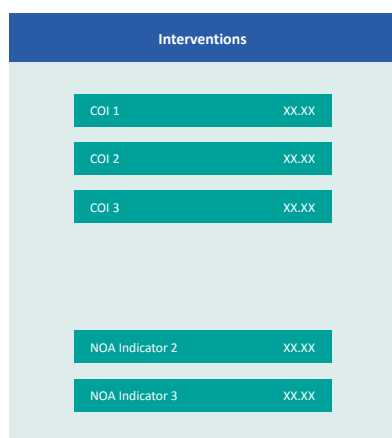 Interventions
COI 1 XX.XX
COI 2 XX.XX
COI 3 XX.XX
NOA Indicator 2 XX.XX
NOA Indicator 3 XX.XX